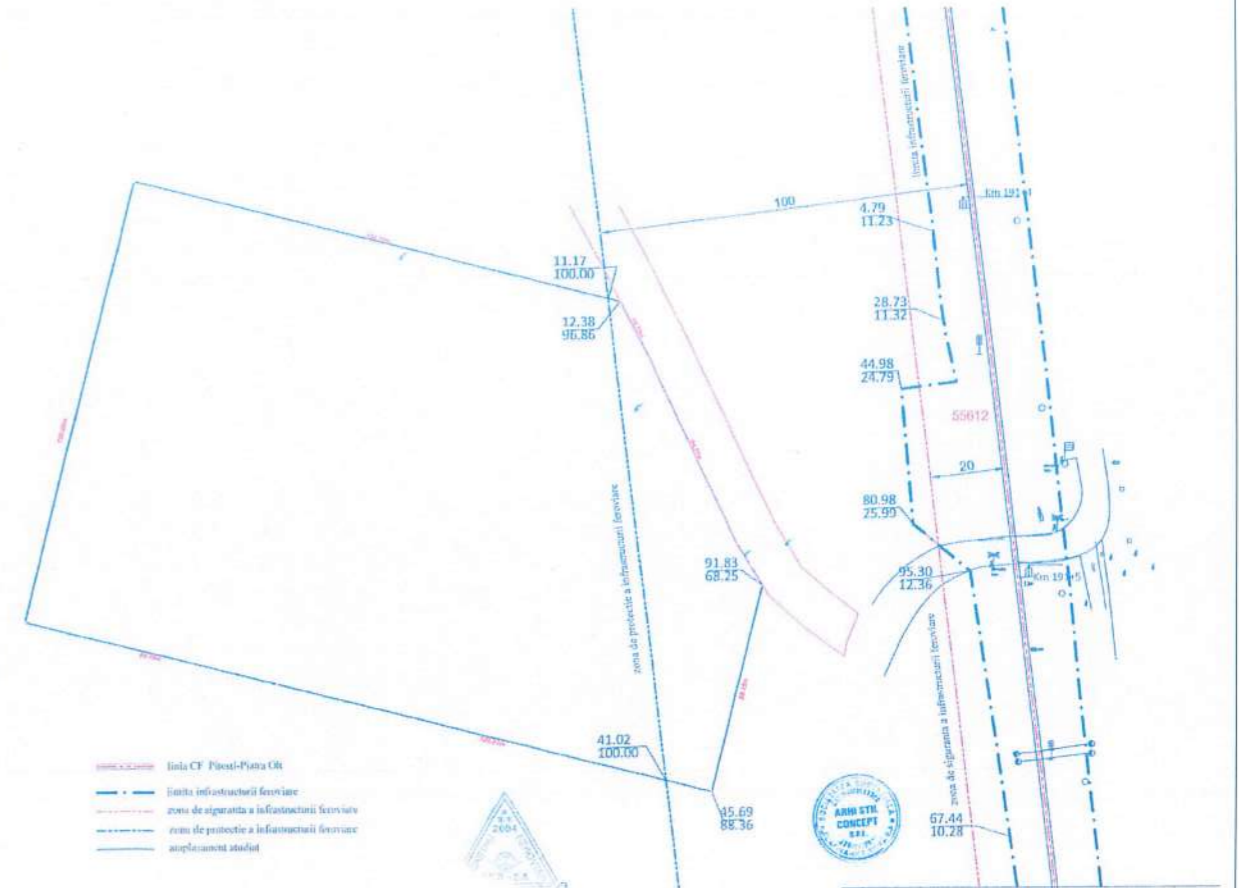 limita infrastructurii feroviare
100
Km 191+4
4.79
11.23
11.17
100.00
28.73
11.32
12.38
96.86
44.98
24.79
55612
20
80.98
25.99
91.83
68.25
95.30
12.36
Km 191+5
zona de protectie a infrastructurii feroviare
zona de siguranta a infrastructurii feroviare
41.02
100.00
45.69
88.36
67.44
10.28
linia CF Pitesti-Piatra Olt
limita infrastructurii feroviare
zona de siguranta a infrastructurii feroviare
zona de protectie a infrastructurii feroviare
amplasament studiat
2004
ARHI STIL
CONCEPT
S.R.L.